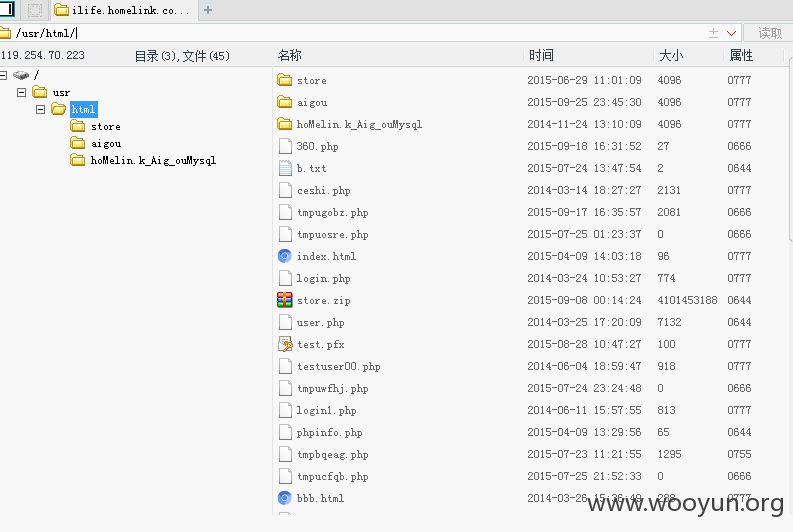 ilife.homelink.co...
/usr/html/
读取
119.254.70.223
目录(3),文件(45)
名称 时间 大小 属性
/
usr
html
store
aigou
hoMelin.k_Aig_ouMysql
store 2015-06-29 11:01:09 4096 0777
aigou 2015-09-25 23:45:30 4096 0777
hoMelin.k_Aig_ouMysql 2014-11-24 13:10:09 4096 0777
360.php 2015-09-18 16:31:52 27 0666
b.txt 2015-07-24 13:47:54 2 0644
ceshi.php 2014-03-14 18:27:27 2131 0777
tmpugobz.php 2015-09-17 16:35:57 2081 0666
tmpuosre.php 2015-07-25 01:23:37 0 0666
index.html 2015-04-09 14:03:18 96 0777
login.php 2014-03-24 10:53:27 774 0777
store.zip 2015-09-08 00:14:24 4101453188 0644
user.php 2014-03-25 17:20:09 7132 0644
test.pfx 2015-08-28 10:47:27 100 0777
testuser00.php 2014-06-04 18:59:47 918 0777
tmpuwfhj.php 2015-07-24 23:24:48 0 0666
login1.php 2014-06-11 15:57:55 813 0777
phpinfo.php 2015-04-09 13:29:56 65 0644
tmpbqeag.php 2015-07-23 11:21:55 1295 0755
tmpucfqb.php 2015-07-25 21:52:33 0 0666
bbb.html 2014-03-26 0777
www.wooyun.org